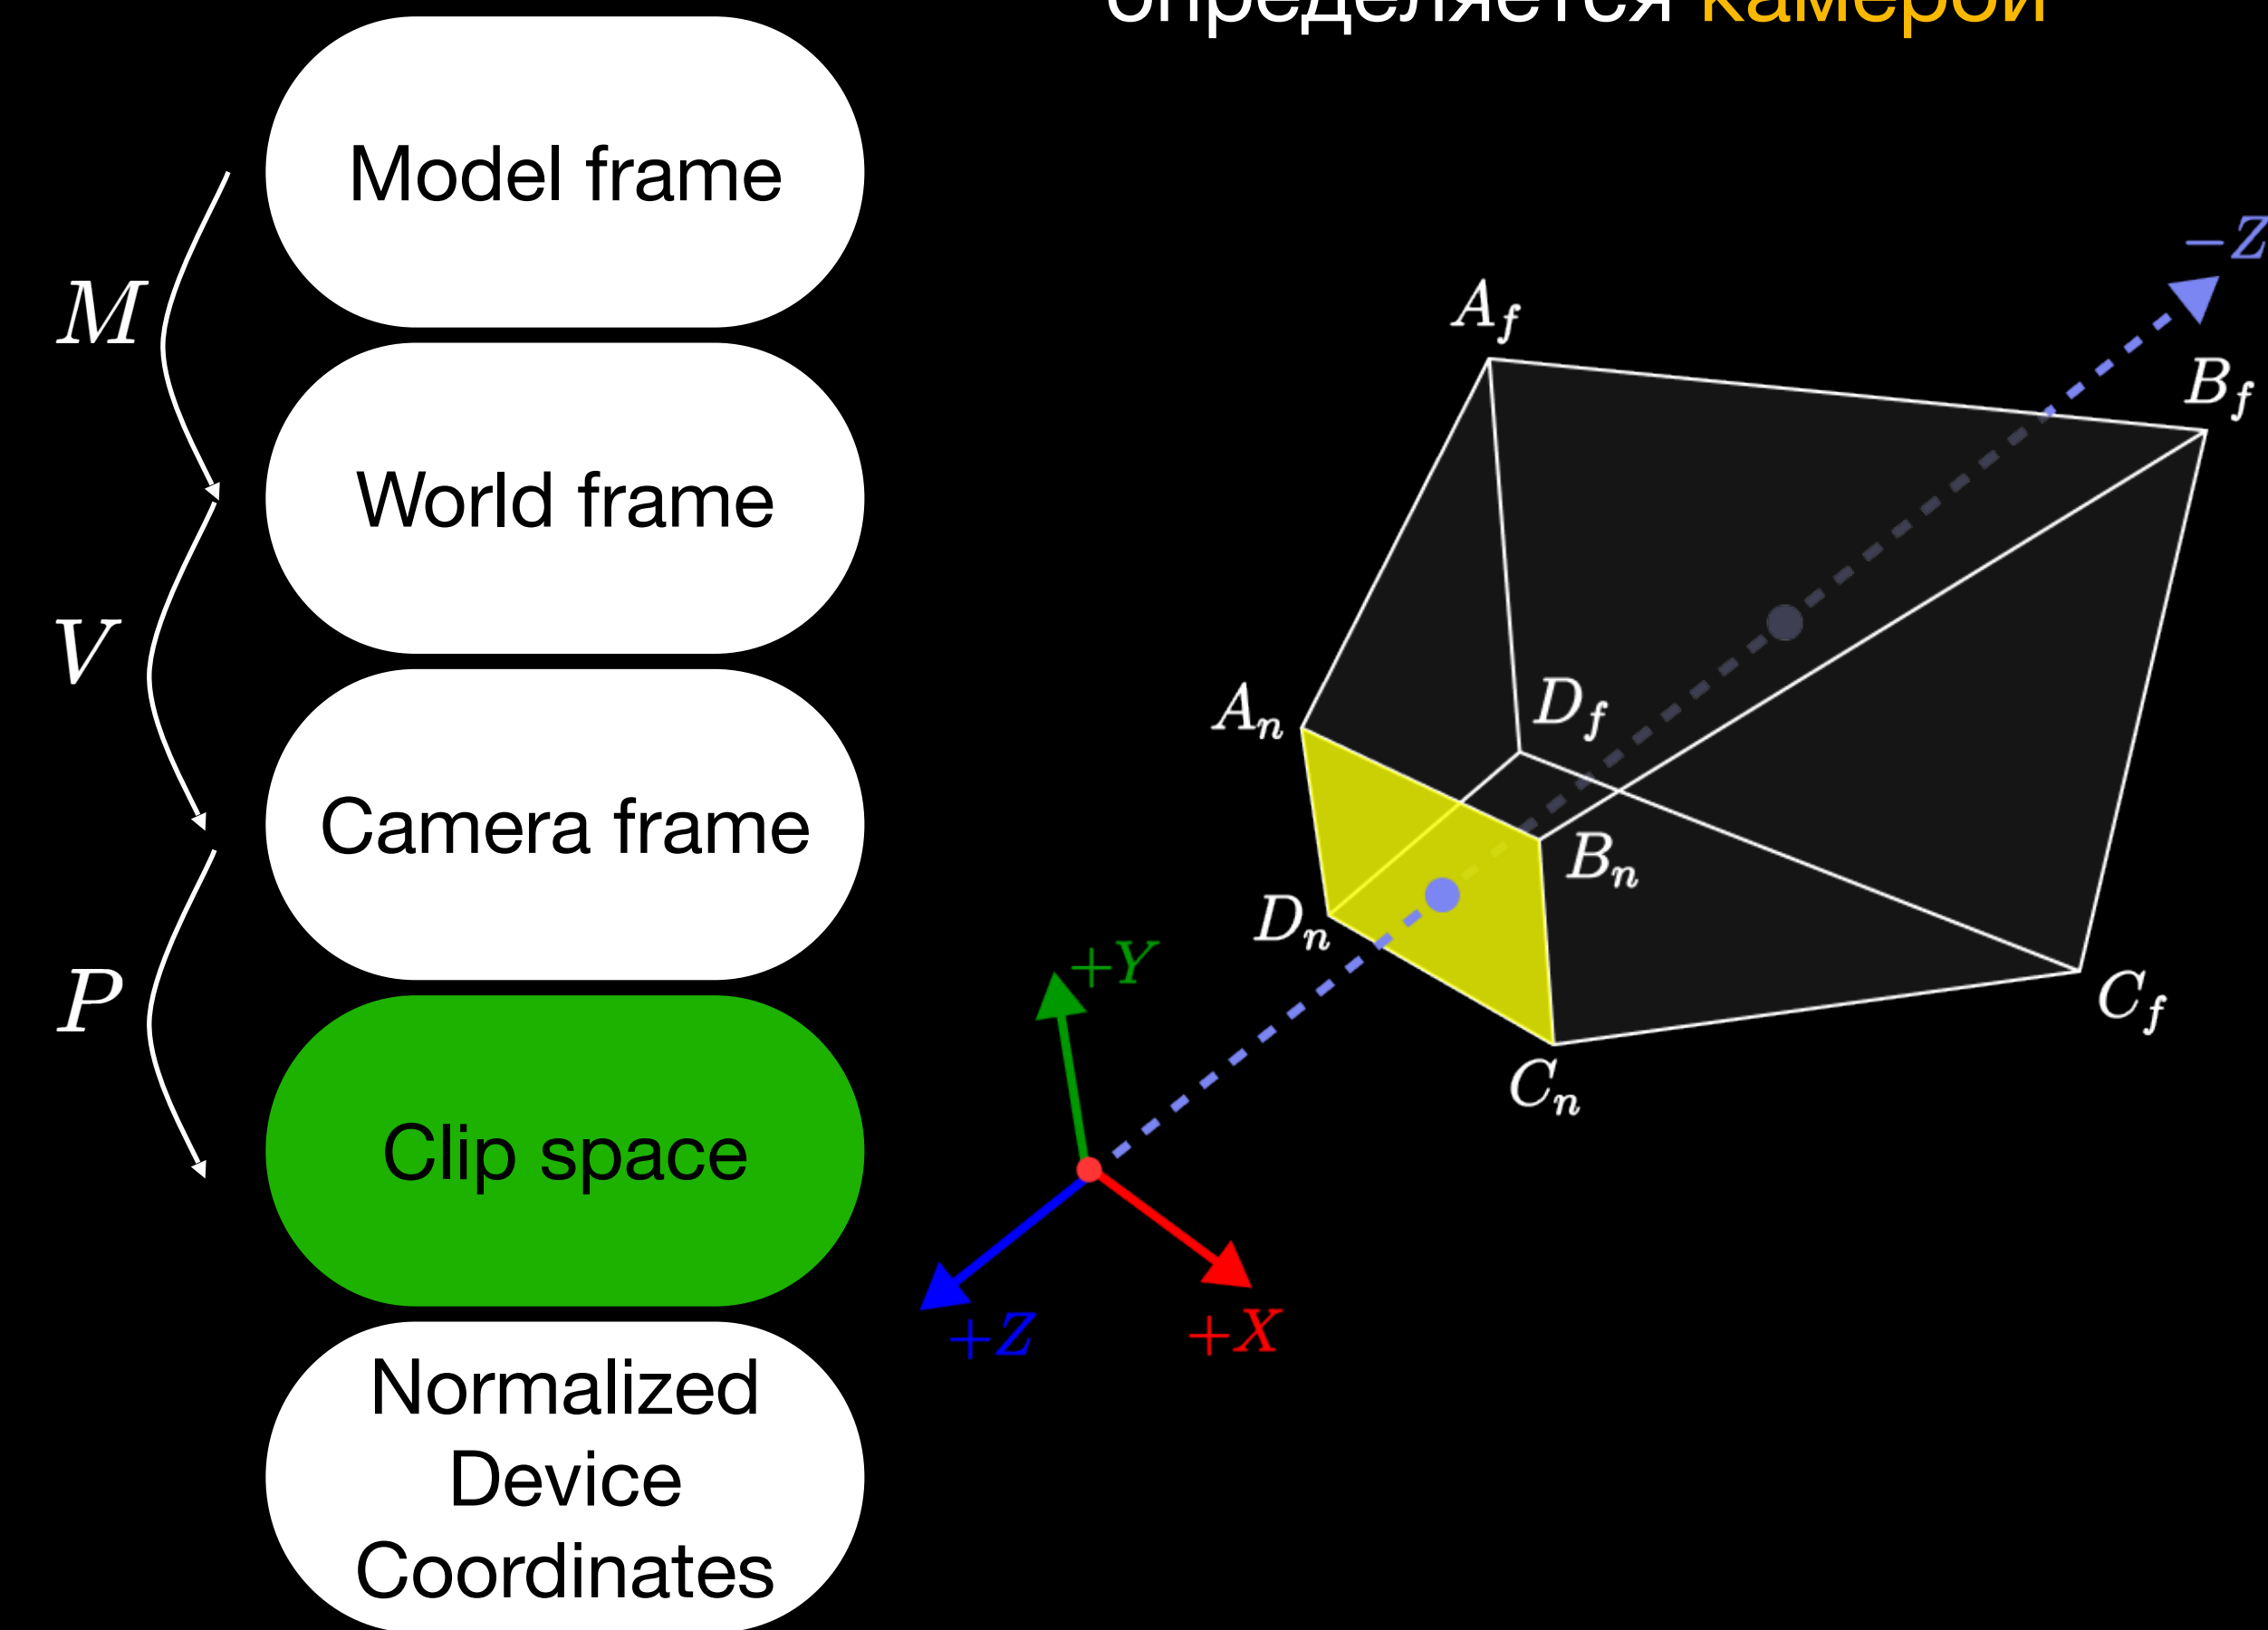 определяется камерой
Model frame
World frame
Camera frame
Clip space
Normalized
Device
Coordinates
M
V
P
−Z
A_f
B_f
A_n
D_f
B_n
D_n
+Y
C_f
C_n
+Z
+X